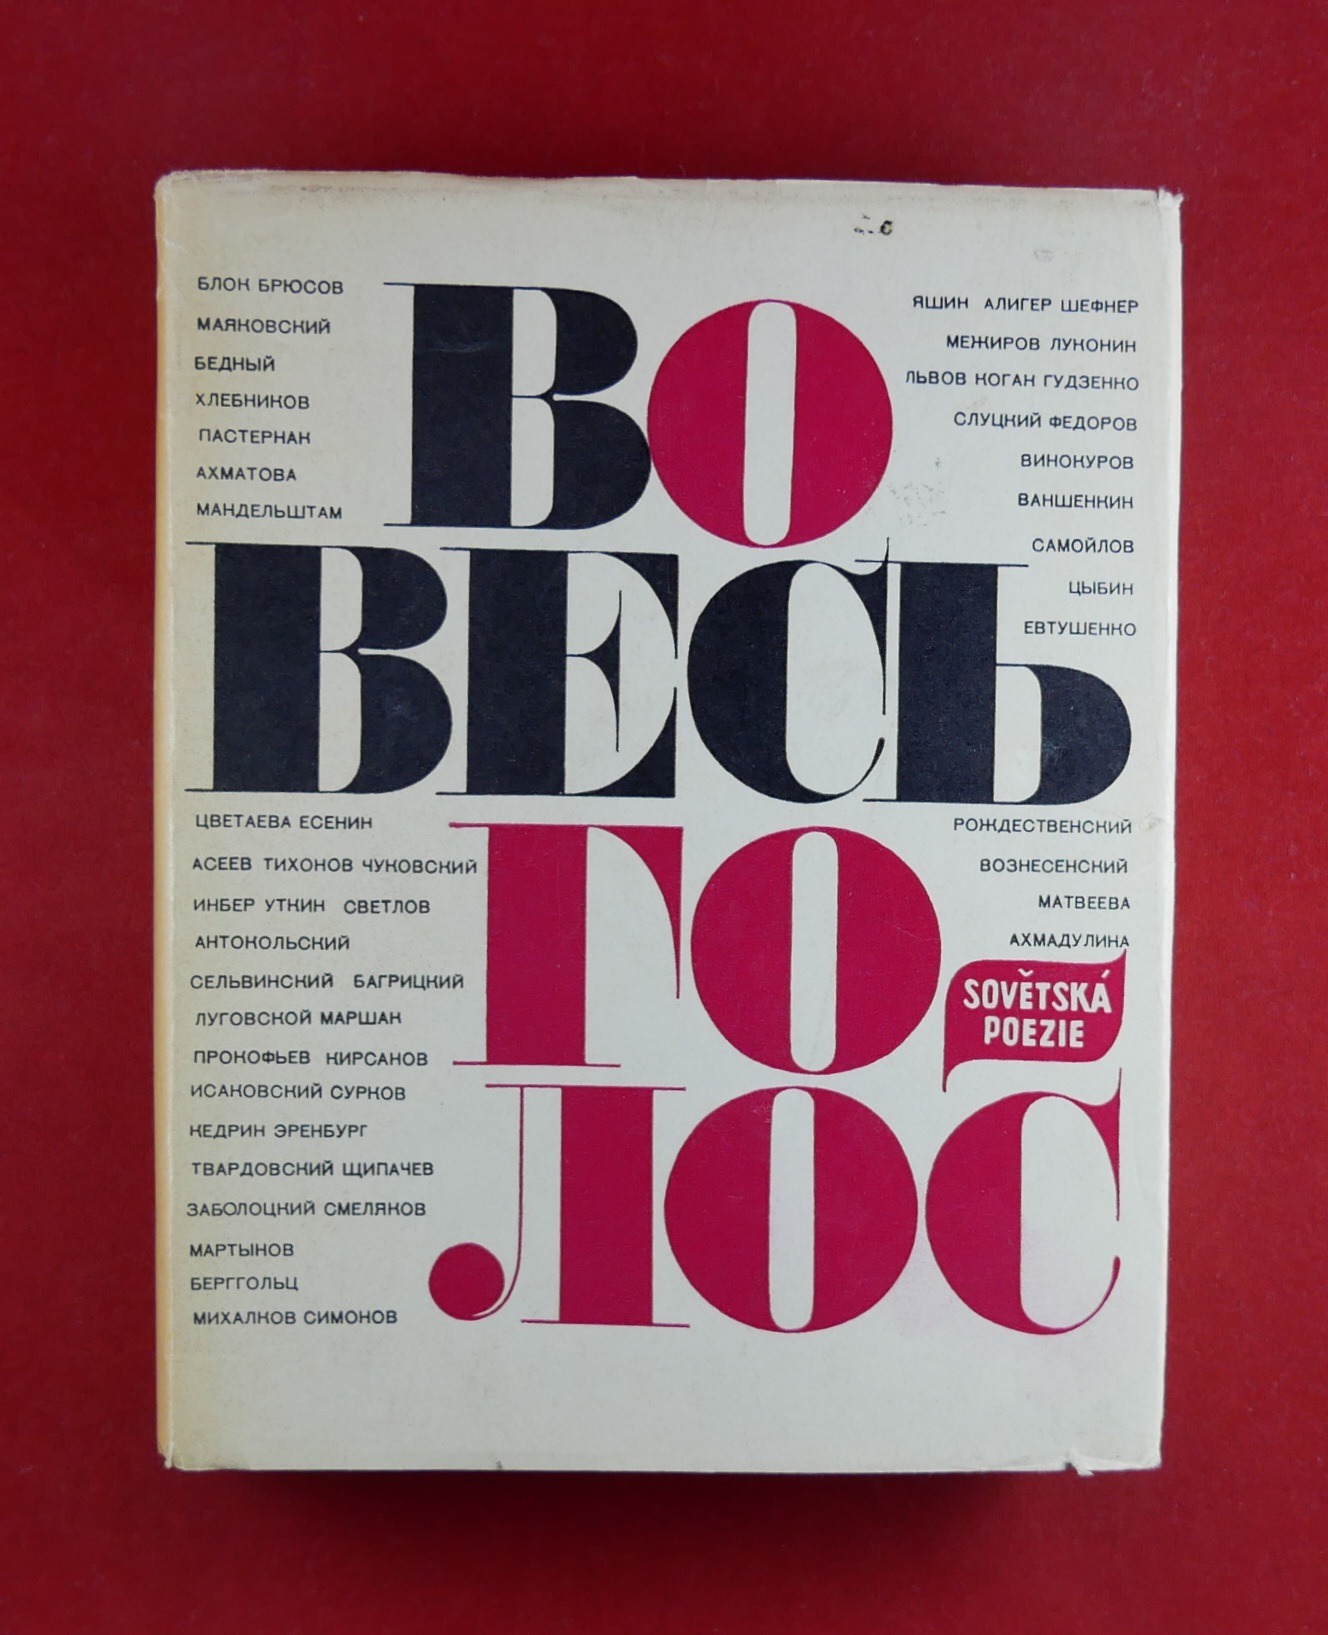 БЛОК БРЮСОВ
МАЯКОВСКИЙ
БЕДНЫЙ
ХЛЕБНИКОВ
ПАСТЕРНАК
АХМАТОВА
МАНДЕЛЬШТАМ
ВО
ЯШИН АЛИГЕР ШЕФНЕР
МЕЖИРОВ ЛУКОНИН
ЛЬВОВ КОГАН ГУДЗЕНКО
СЛУЦКИЙ ФЕДОРОВ
ВИНОКУРОВ
ВАНШЕНКИН
САМОЙЛОВ
ЦЫБИН
ЕВТУШЕНКО
ВЕСЬ
ЦВЕТАЕВА ЕСЕНИН
АСЕЕВ ТИХОНОВ ЧУКОВСКИЙ
ИНБЕР УТКИН СВЕТЛОВ
АНТОКОЛЬСКИЙ
СЕЛЬВИНСКИЙ БАГРИЦКИЙ
ЛУГОВСКОЙ МАРШАК
ПРОКОФЬЕВ КИРСАНОВ
ИСАКОВСКИЙ СУРКОВ
КЕДРИН ЭРЕНБУРГ
ТВАРДОВСКИЙ ЩИПАЧЕВ
ЗАБОЛОЦКИЙ СМЕЛЯКОВ
МАРТЫНОВ
БЕРГГОЛЬЦ
МИХАЛКОВ СИМОНОВ
ГО
РОЖДЕСТВЕНСКИЙ
ВОЗНЕСЕНСКИЙ
МАТВЕЕВА
АХМАДУЛИНА
SOVĚTSKÁ
POEZIE
ЛОС